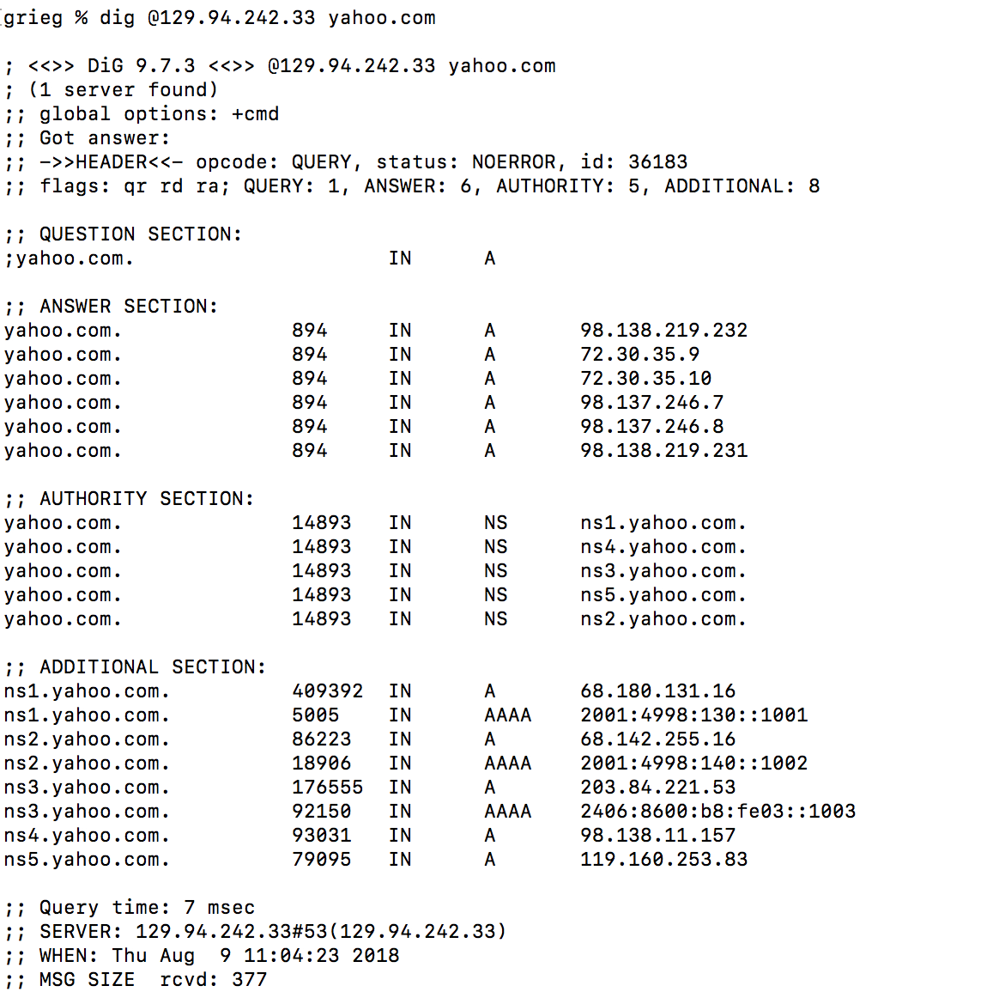 grieg % dig @129.94.242.33 yahoo.com
; <<>> DiG 9.7.3 <<>> @129.94.242.33 yahoo.com
; (1 server found)
;; global options: +cmd
;; Got answer:
;; ->>HEADER<<- opcode: QUERY, status: NOERROR, id: 36183
;; flags: qr rd ra; QUERY: 1, ANSWER: 6, AUTHORITY: 5, ADDITIONAL: 8
;; QUESTION SECTION:
;yahoo.com. IN A
;; ANSWER SECTION:
yahoo.com. 894 IN A 98.138.219.232
yahoo.com. 894 IN A 72.30.35.9
yahoo.com. 894 IN A 72.30.35.10
yahoo.com. 894 IN A 98.137.246.7
yahoo.com. 894 IN A 98.137.246.8
yahoo.com. 894 IN A 98.138.219.231
;; AUTHORITY SECTION:
yahoo.com. 14893 IN NS ns1.yahoo.com.
yahoo.com. 14893 IN NS ns4.yahoo.com.
yahoo.com. 14893 IN NS ns3.yahoo.com.
yahoo.com. 14893 IN NS ns5.yahoo.com.
yahoo.com. 14893 IN NS ns2.yahoo.com.
;; ADDITIONAL SECTION:
ns1.yahoo.com. 409392 IN A 68.180.131.16
ns1.yahoo.com. 5005 IN AAAA 2001:4998:130::1001
ns2.yahoo.com. 86223 IN A 68.142.255.16
ns2.yahoo.com. 18906 IN AAAA 2001:4998:140::1002
ns3.yahoo.com. 176555 IN A 203.84.221.53
ns3.yahoo.com. 92150 IN AAAA 2406:8600:b8:fe03::1003
ns4.yahoo.com. 93031 IN A 98.138.11.157
ns5.yahoo.com. 79095 IN A 119.160.253.83
;; Query time: 7 msec
;; SERVER: 129.94.242.33#53(129.94.242.33)
;; WHEN: Thu Aug  9 11:04:23 2018
;; MSG SIZE  rcvd: 377